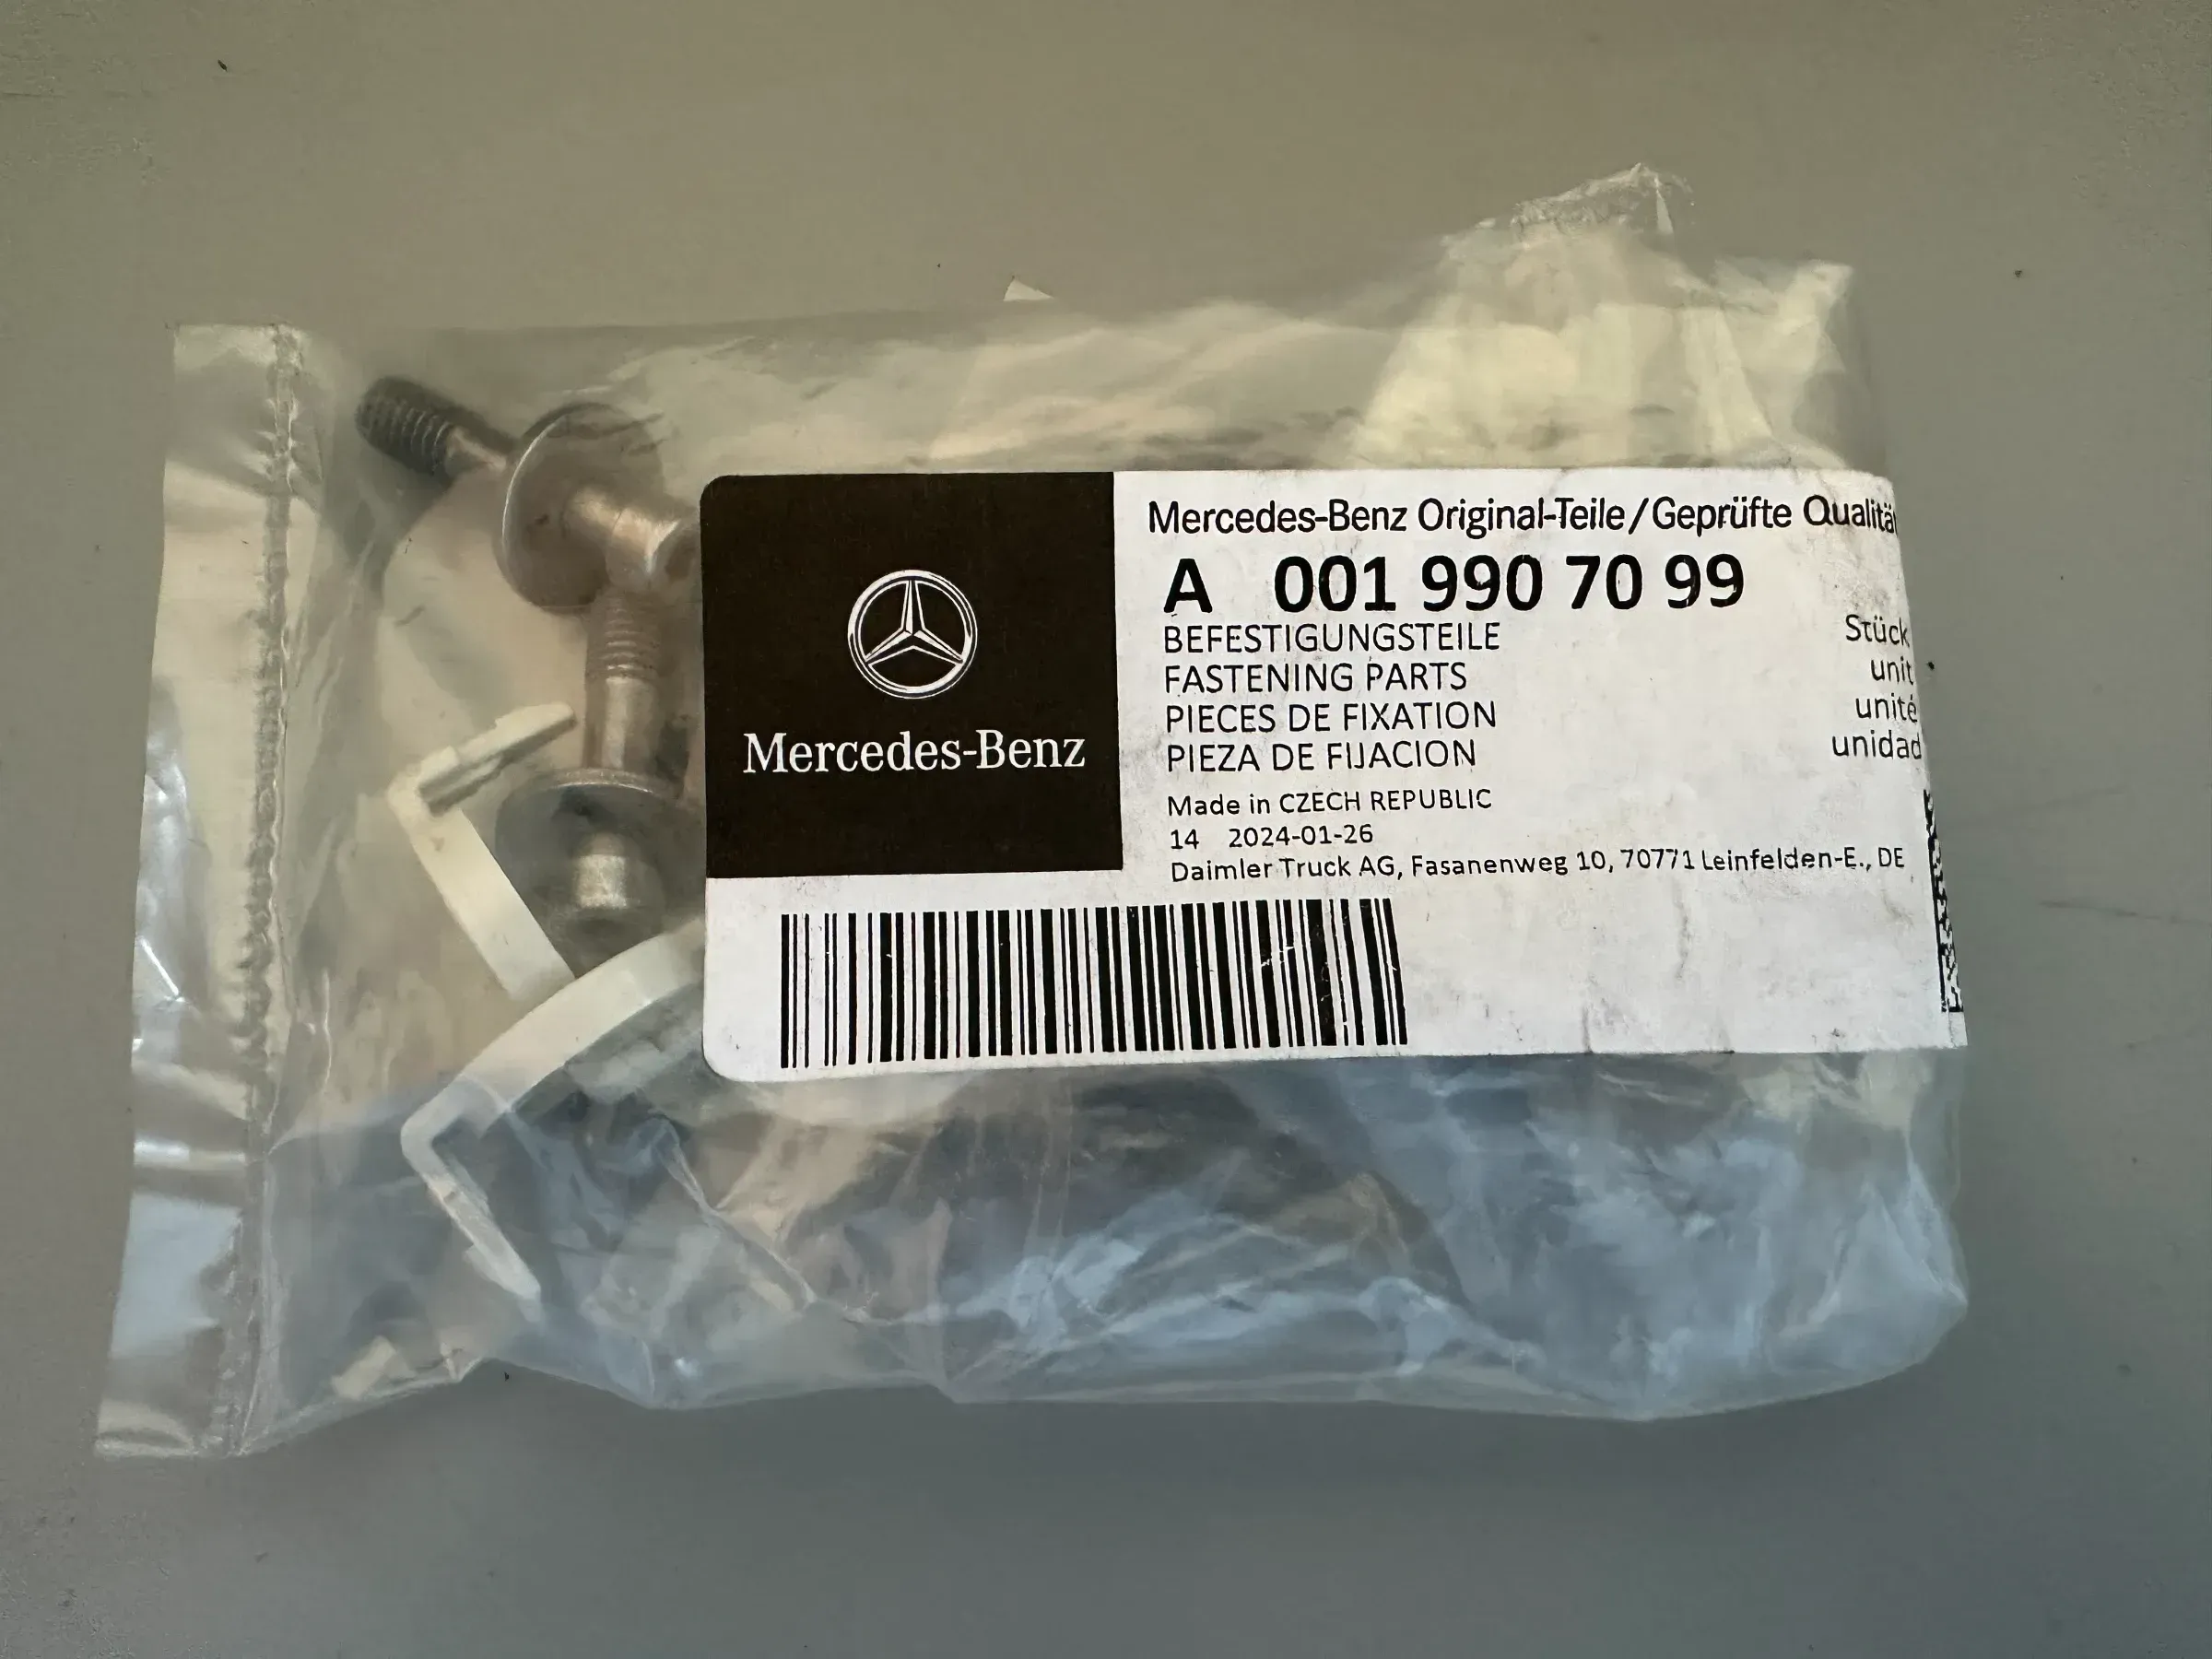 Mercedes-Benz Original-Teile/Geprüfte Qualitä
A 001 990 70 99
BEFESTIGUNGSTEILE
FASTENING PARTS
PIECES DE FIXATION
PIEZA DE FIJACION
Stück
unit
unité
unidad
Made in CZECH REPUBLIC
14 2024-01-26
Daimler Truck AG, Fasanenweg 10, 70771 Leinfelden-E., DE
Mercedes-Benz